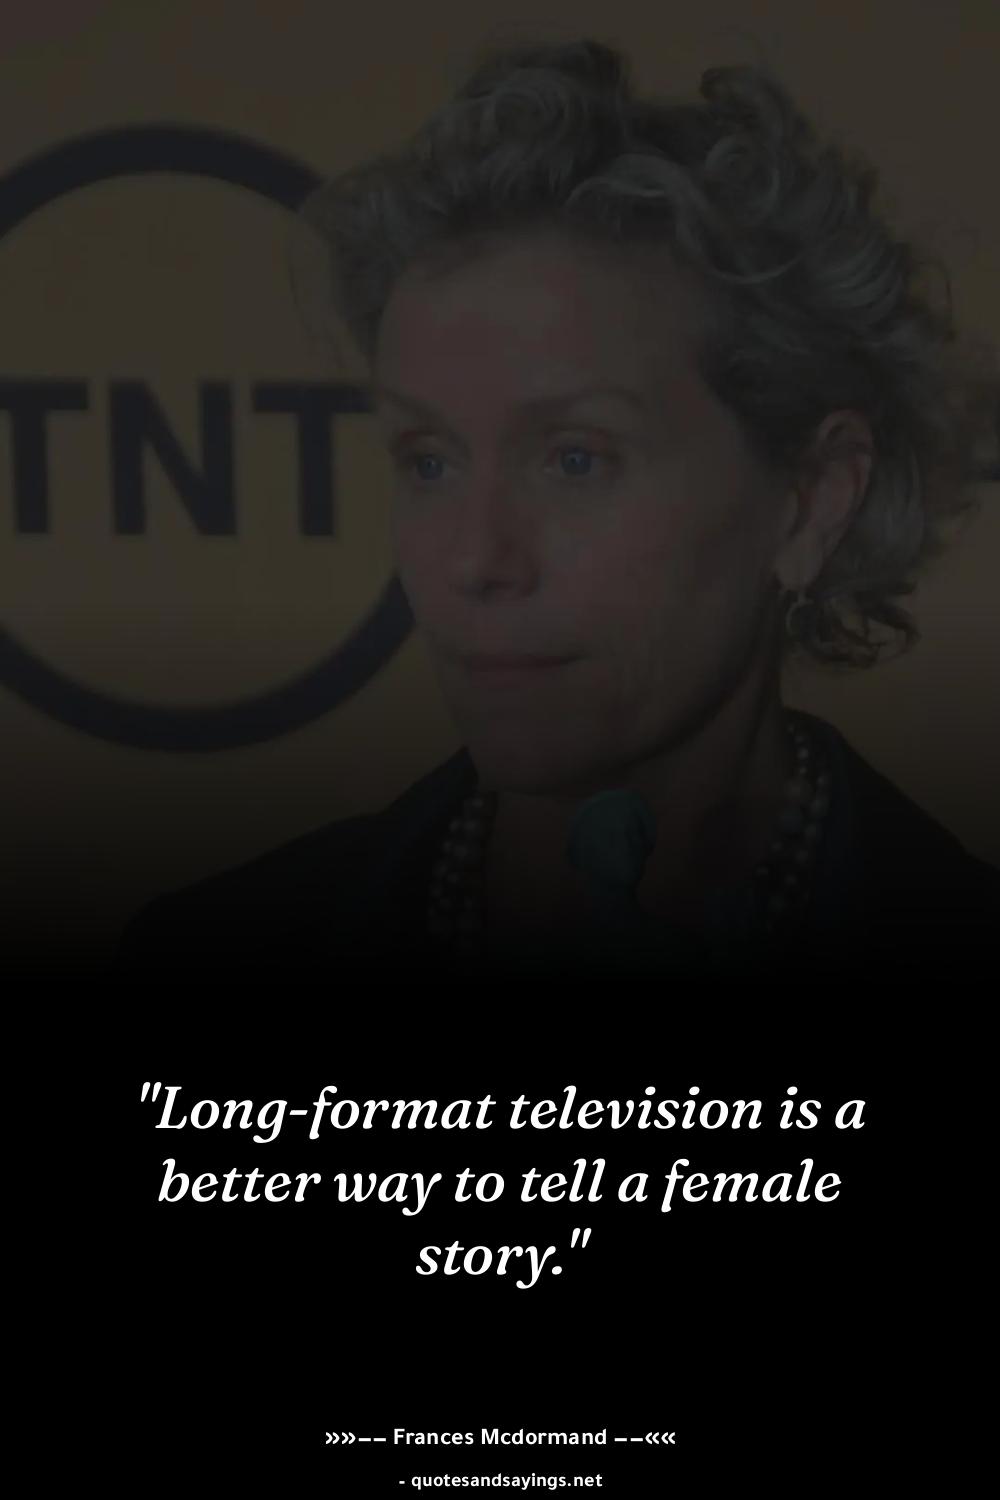 TNT
"Long-format television is a
better way to tell a female
story."
»»–– Frances Mcdormand ––««
- quotesandsayings.net